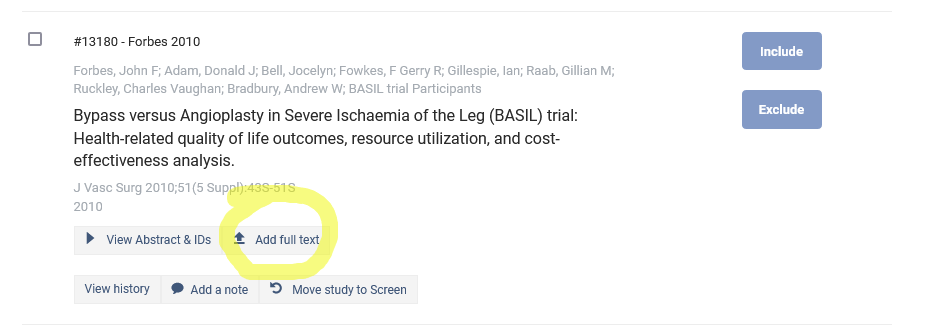 #13180 - Forbes 2010
Include
Forbes, John F; Adam, Donald J; Bell, Jocelyn; Fowkes, F Gerry R; Gillespie, Ian; Raab, Gillian M;
Ruckley, Charles Vaughan; Bradbury, Andrew W; BASIL trial Participants
Exclude
Bypass versus Angioplasty in Severe Ischaemia of the Leg (BASIL) trial:
Health-related quality of life outcomes, resource utilization, and cost-
effectiveness analysis.
J Vasc Surg 2010;51(5 Suppl):43S-51S
2010
View Abstract & IDs Add full text
View history Add a note Move study to Screen